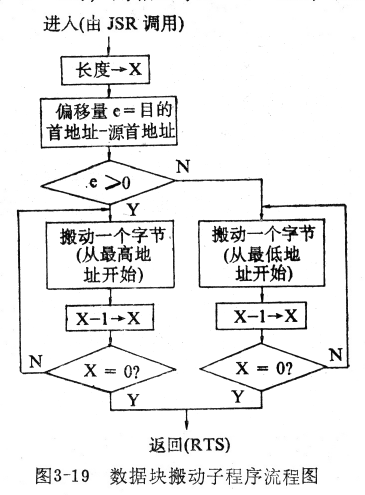 进入(由 JSR 调用)
长度→X
偏移量 e=目的
首地址-源首地址
e >0
N
Y
搬动一个字节
(从最高地
址开始)
搬动一个字节
(从最低地
址开始)
X-1→X
X-1→X
N
X = 0?
X = 0?
N
Y
Y
返回(RTS)
图3-19 数据块搬动子程序流程图